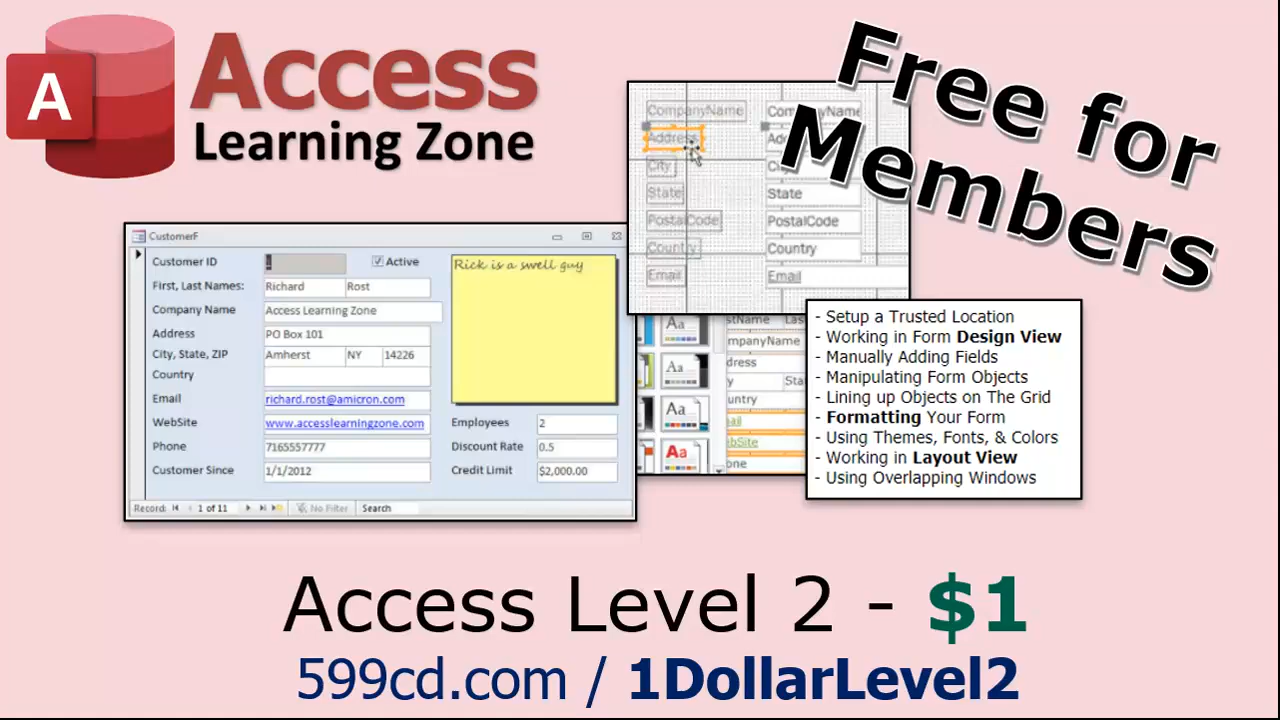 A
Access
Learning Zone
Free for
Members
CompanyName CompanyName
Address
City
State State
PostalCode PostalCode
Country Country
Email Email
CustomerF
Customer ID Active
Rick is a swell guy
First, Last Names: Richard Rost
Company Name Access Learning Zone
Address PO Box 101
City, State, ZIP Amherst NY 14226
Country
Email richard.rost@amicron.com
WebSite www.accesslearningzone.com
Phone 7165557777
Customer Since 1/1/2012
Employees 2
Discount Rate 0.5
Credit Limit $2,000.00
Record: 1 of 11 No Filter Search
Aa
Aa
Aa
Aa
- Setup a Trusted Location
- Working in Form Design View
- Manually Adding Fields
- Manipulating Form Objects
- Lining up Objects on The Grid
- Formatting Your Form
- Using Themes, Fonts, & Colors
- Working in Layout View
- Using Overlapping Windows
Access Level 2 - $1
599cd.com / 1DollarLevel2